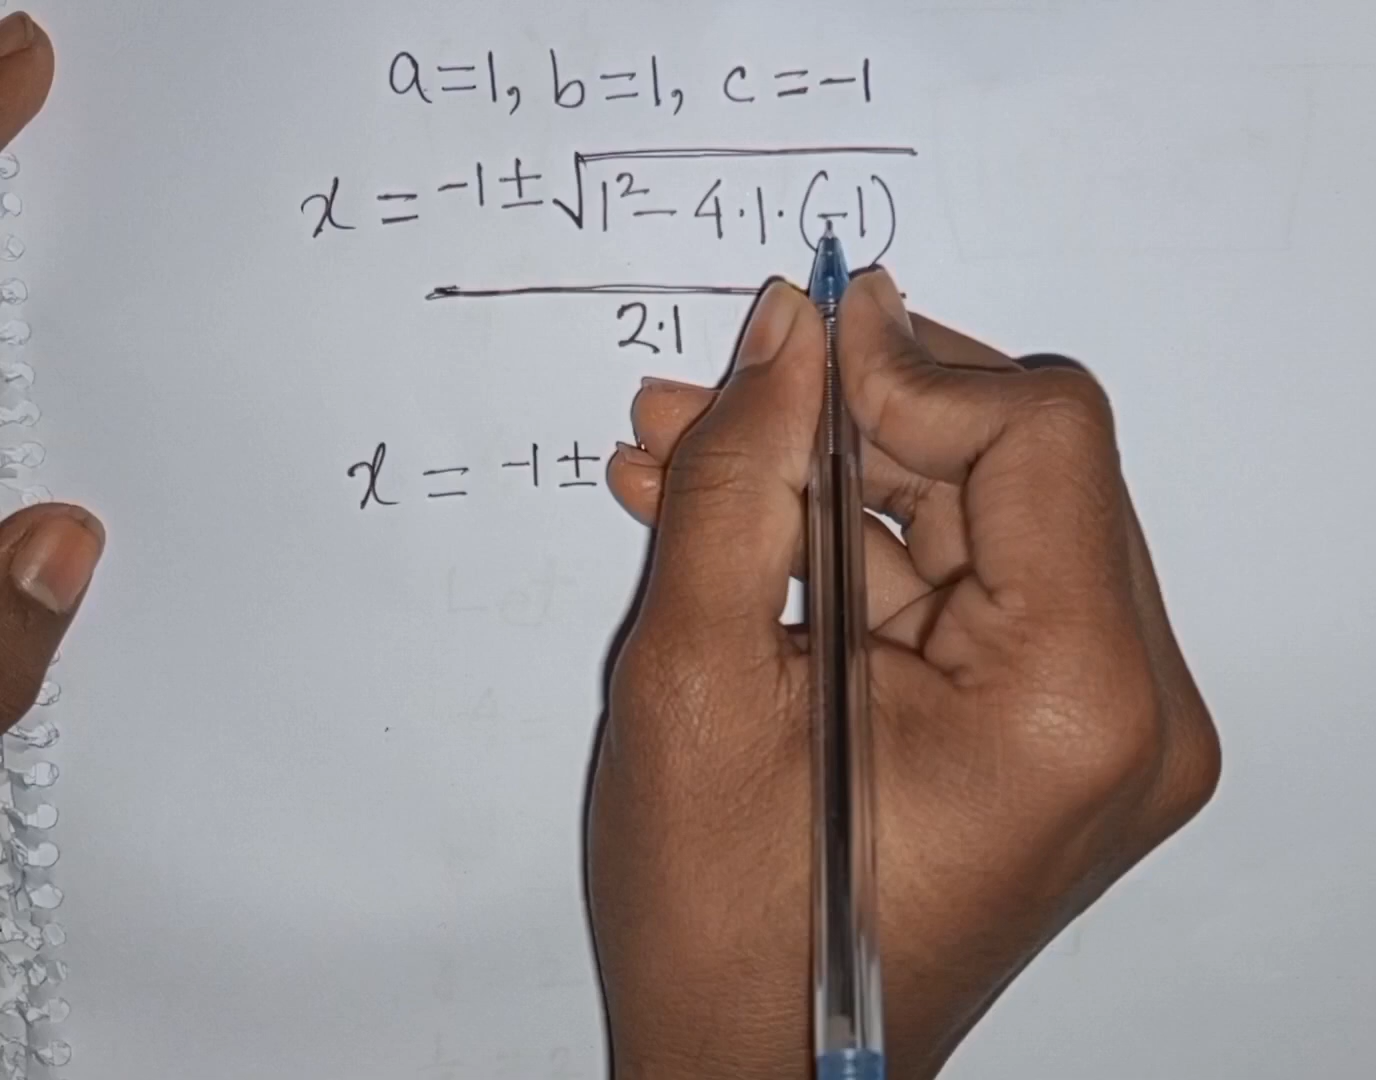 a=1, b=1, c=-1
x = -1 ± √1² - 4·1·(-1)
2·1
x = -1 ±